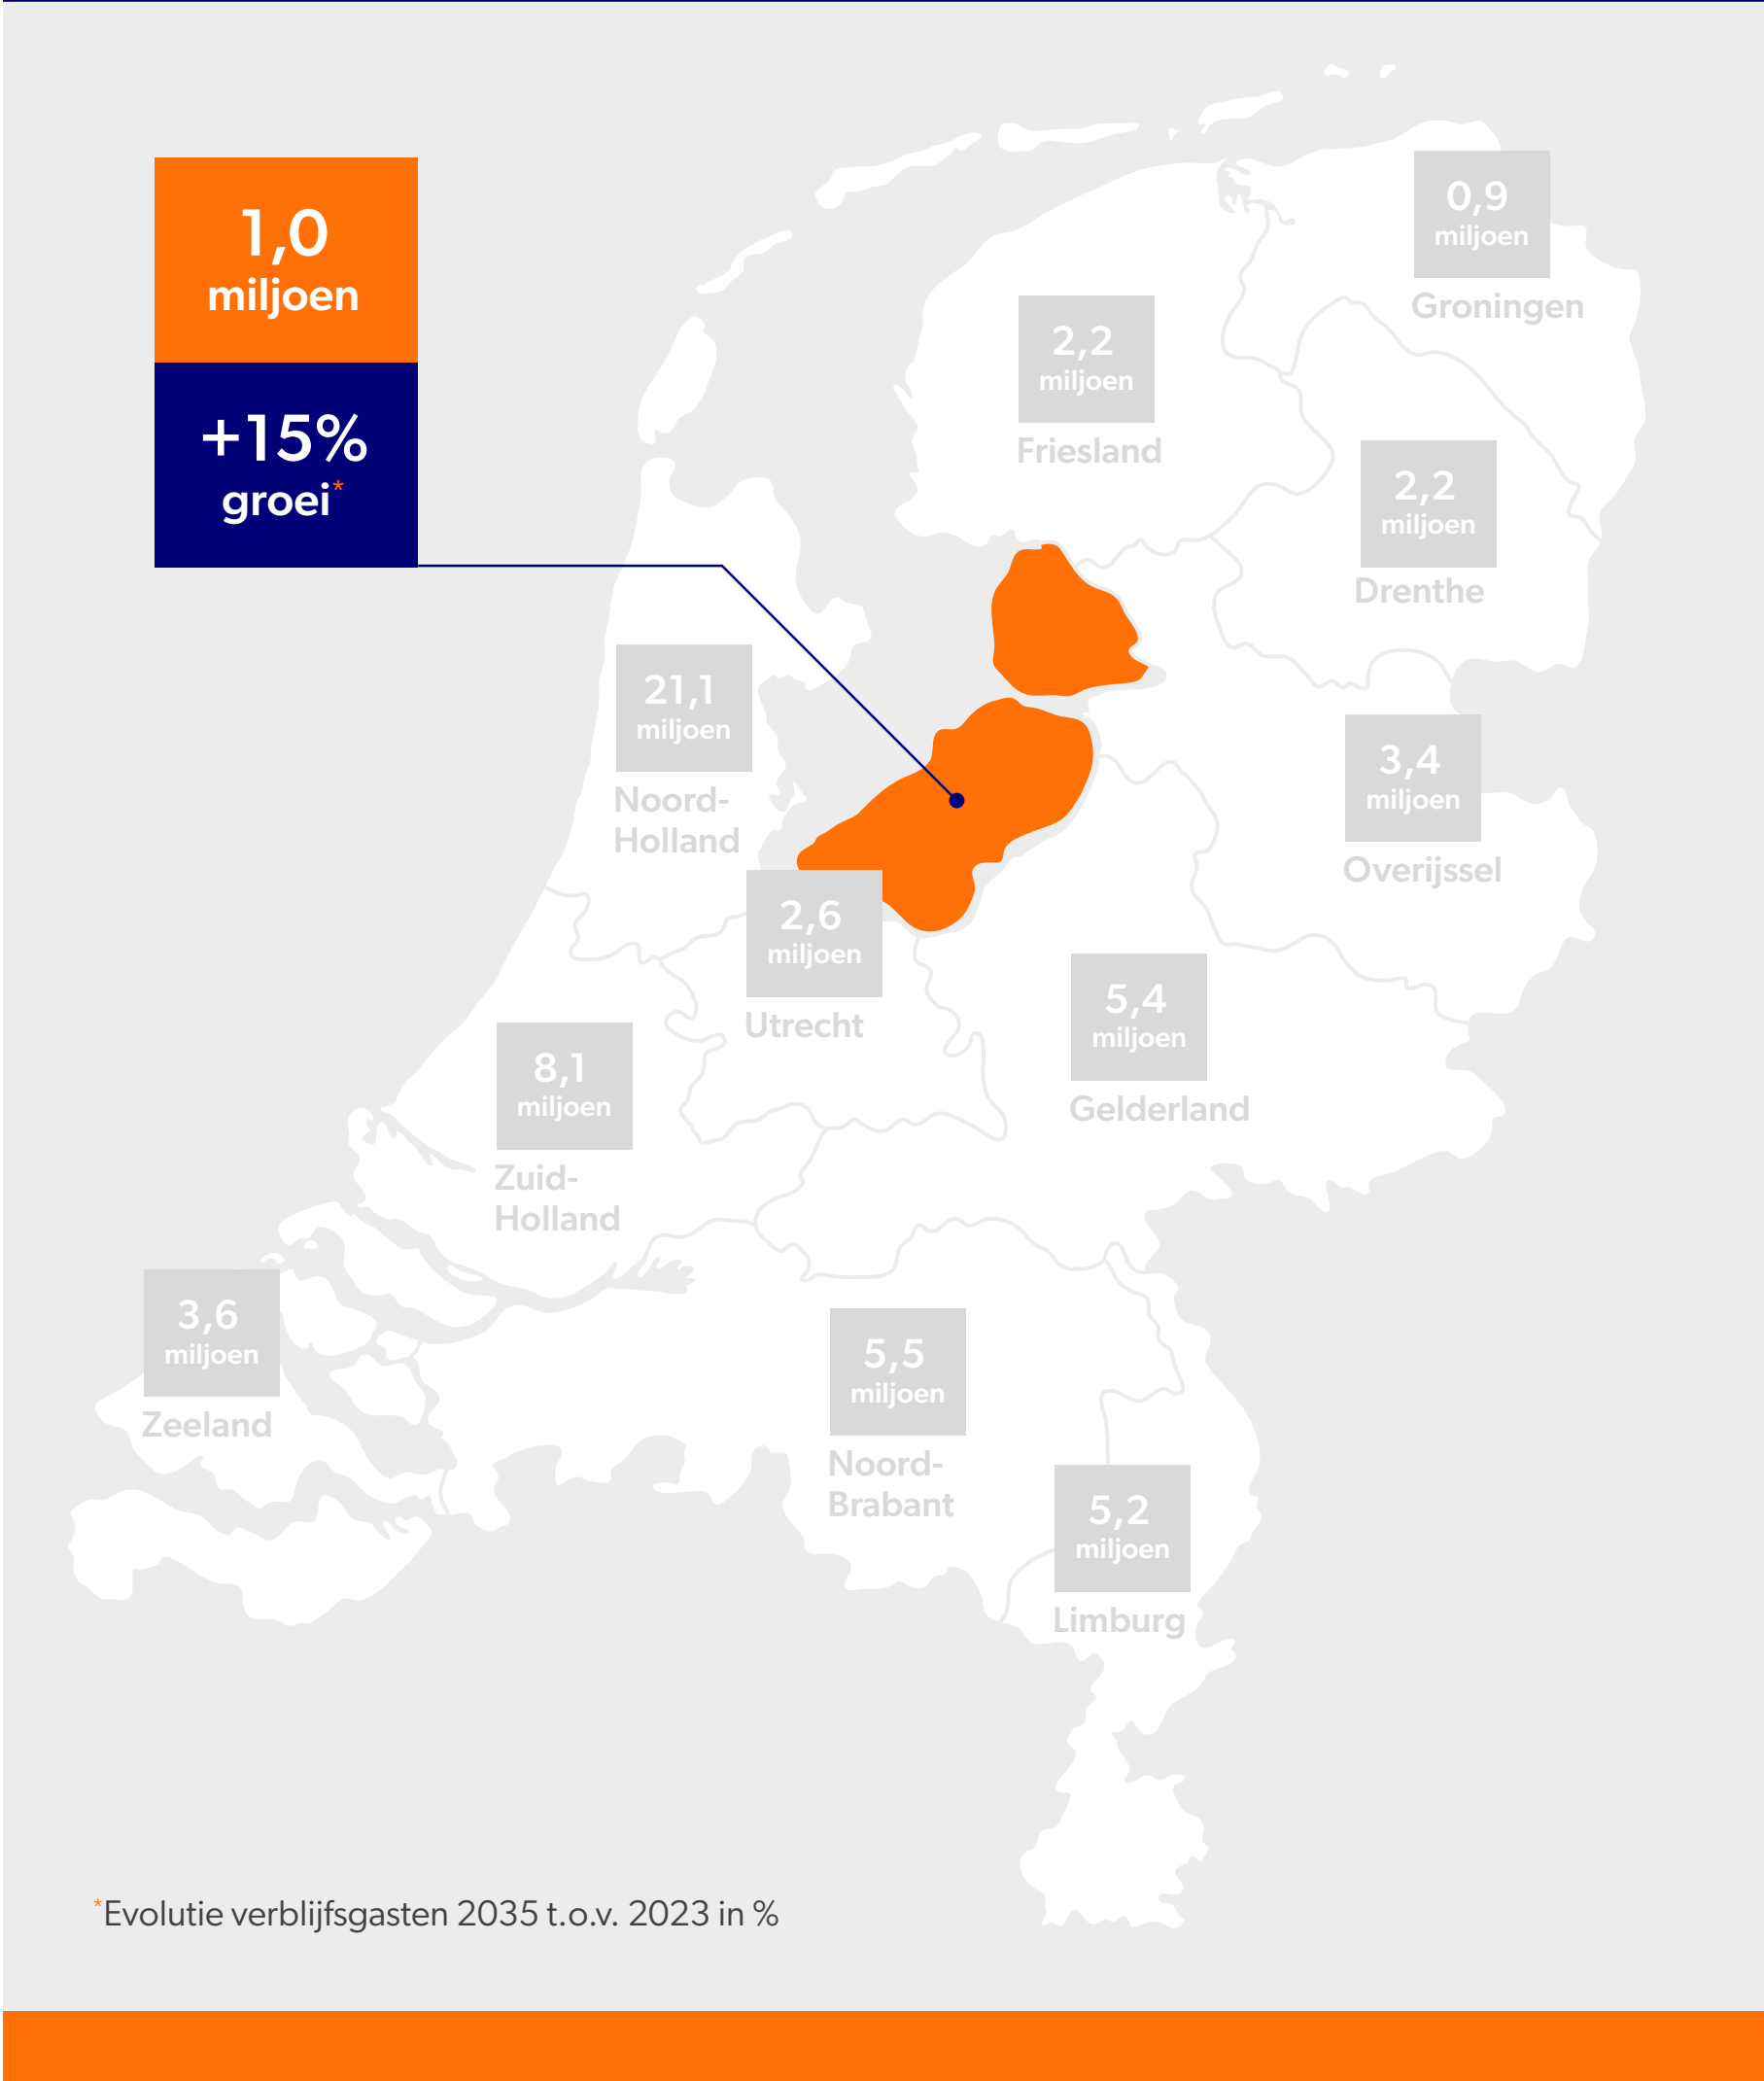 1,0
miljoen
+15%
groei*
0,9
miljoen
Groningen
2,2
miljoen
Friesland
2,2
miljoen
Drenthe
21,1
miljoen
Noord-
Holland
3,4
miljoen
Overijssel
2,6
miljoen
Utrecht
5,4
miljoen
Gelderland
8,1
miljoen
Zuid-
Holland
3,6
miljoen
Zeeland
5,5
miljoen
Noord-
Brabant
5,2
miljoen
Limburg
*Evolutie verblijfsgasten 2035 t.o.v. 2023 in %